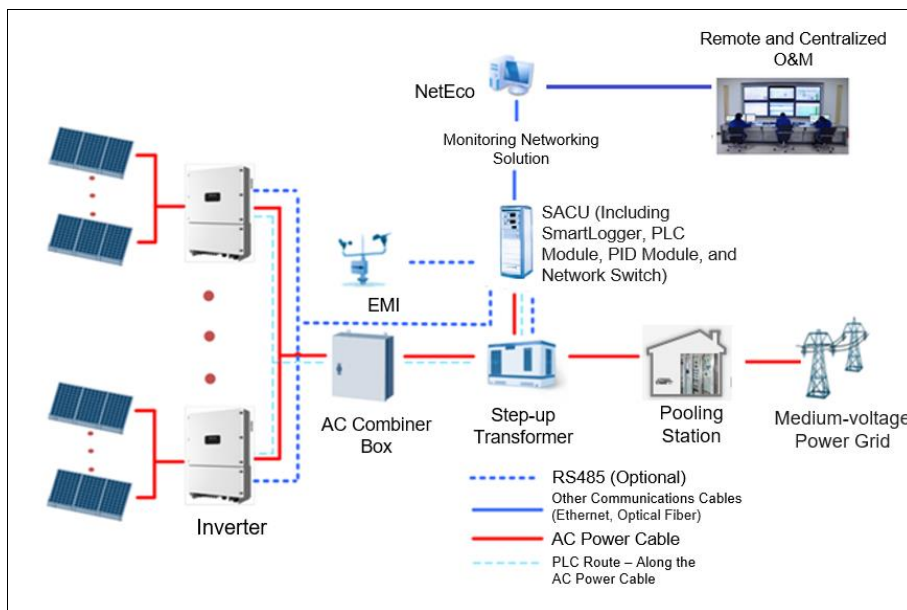 Remote and Centralized
O&M
NetEco
Monitoring Networking
Solution
SACU (Including
SmartLogger, PLC
Module, PID Module, and
Network Switch)
EMI
AC Combiner
Box
Step-up
Transformer
Pooling
Station
Medium-voltage
Power Grid
Inverter
RS485 (Optional)
Other Communications Cables
(Ethernet, Optical Fiber)
AC Power Cable
PLC Route – Along the
AC Power Cable